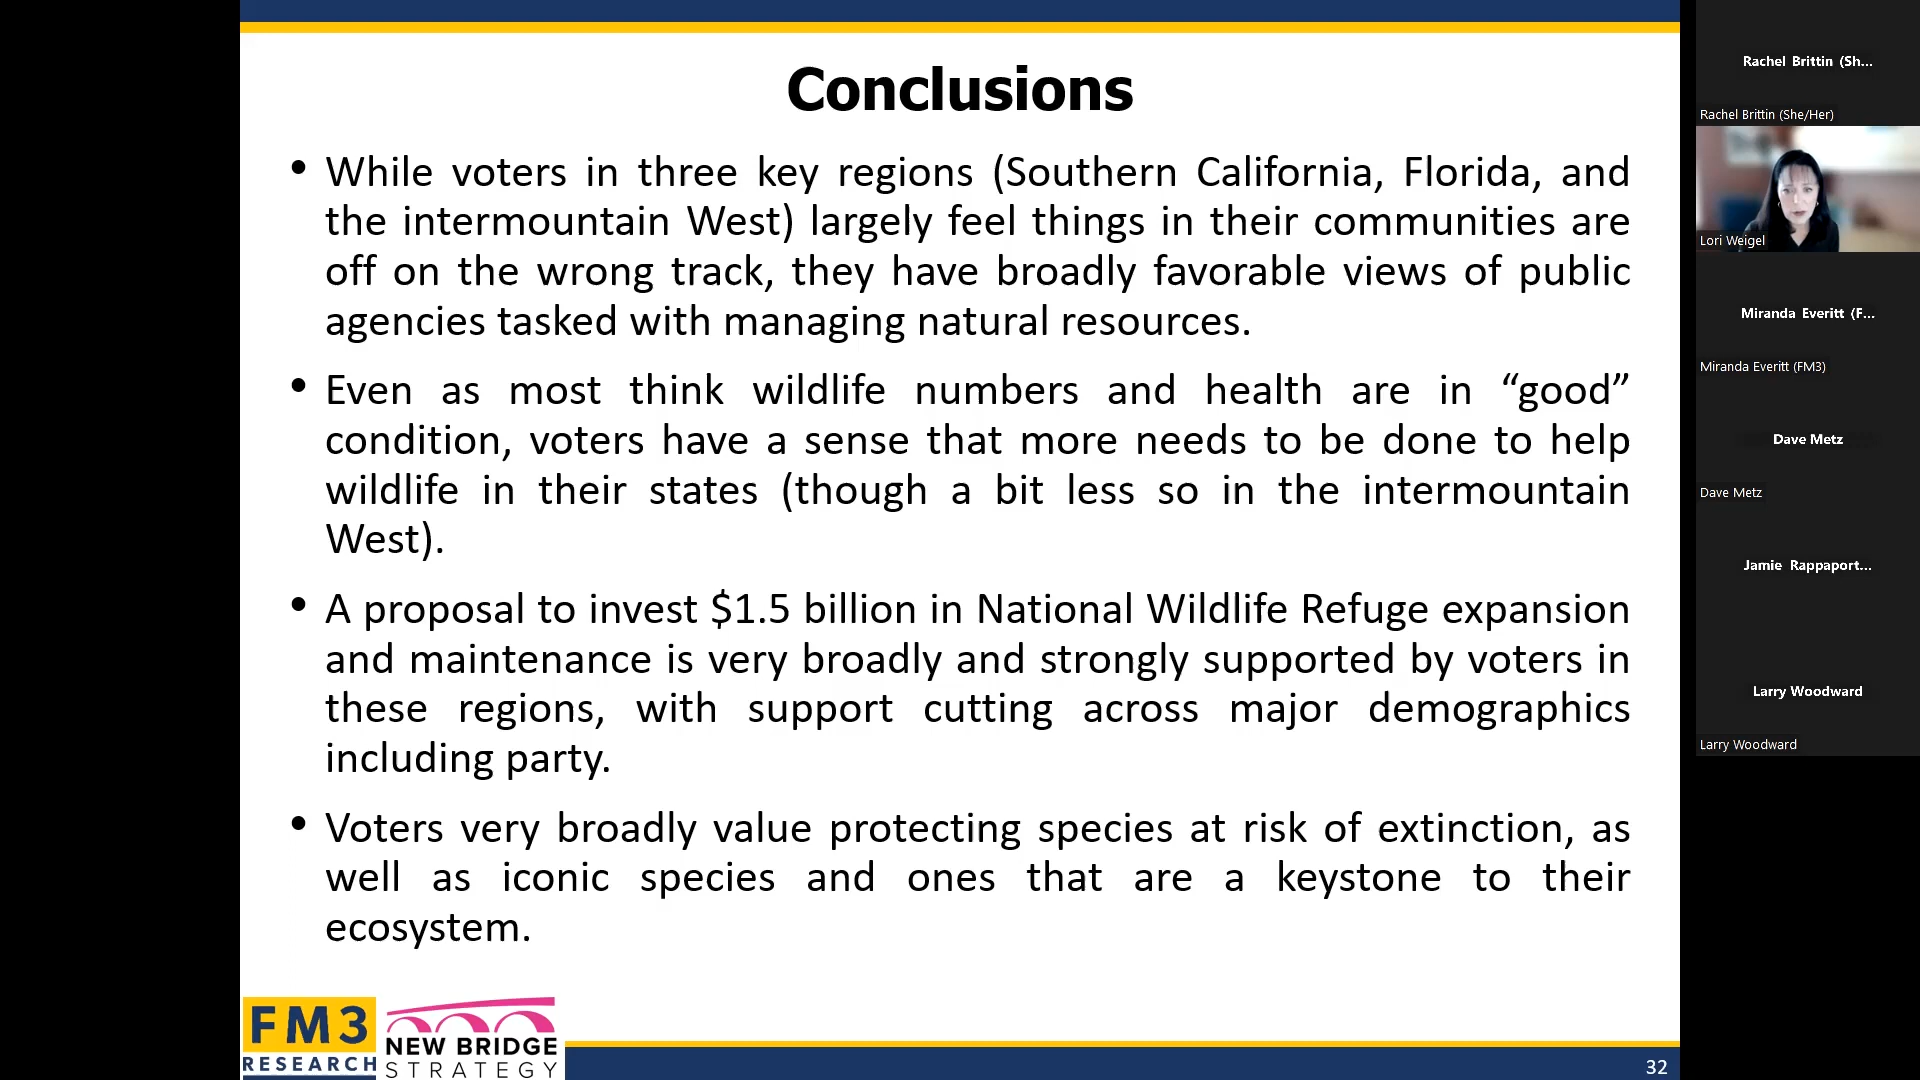 Conclusions
• While voters in three key regions (Southern California, Florida, and
the intermountain West) largely feel things in their communities are
off on the wrong track, they have broadly favorable views of public
agencies tasked with managing natural resources.
• Even as most think wildlife numbers and health are in “good”
condition, voters have a sense that more needs to be done to help
wildlife in their states (though a bit less so in the intermountain
West).
• A proposal to invest $1.5 billion in National Wildlife Refuge expansion
and maintenance is very broadly and strongly supported by voters in
these regions, with support cutting across major demographics
including party.
• Voters very broadly value protecting species at risk of extinction, as
well as iconic species and ones that are a keystone to their
ecosystem.
FM3
RESEARCH
NEW BRIDGE
STRATEGY
32
Rachel Brittin (Sh...
Rachel Brittin (She/Her)
Lori Weigel
Miranda Everitt (F...
Miranda Everitt (FM3)
Dave Metz
Dave Metz
Jamie Rappaport...
Larry Woodward
Larry Woodward